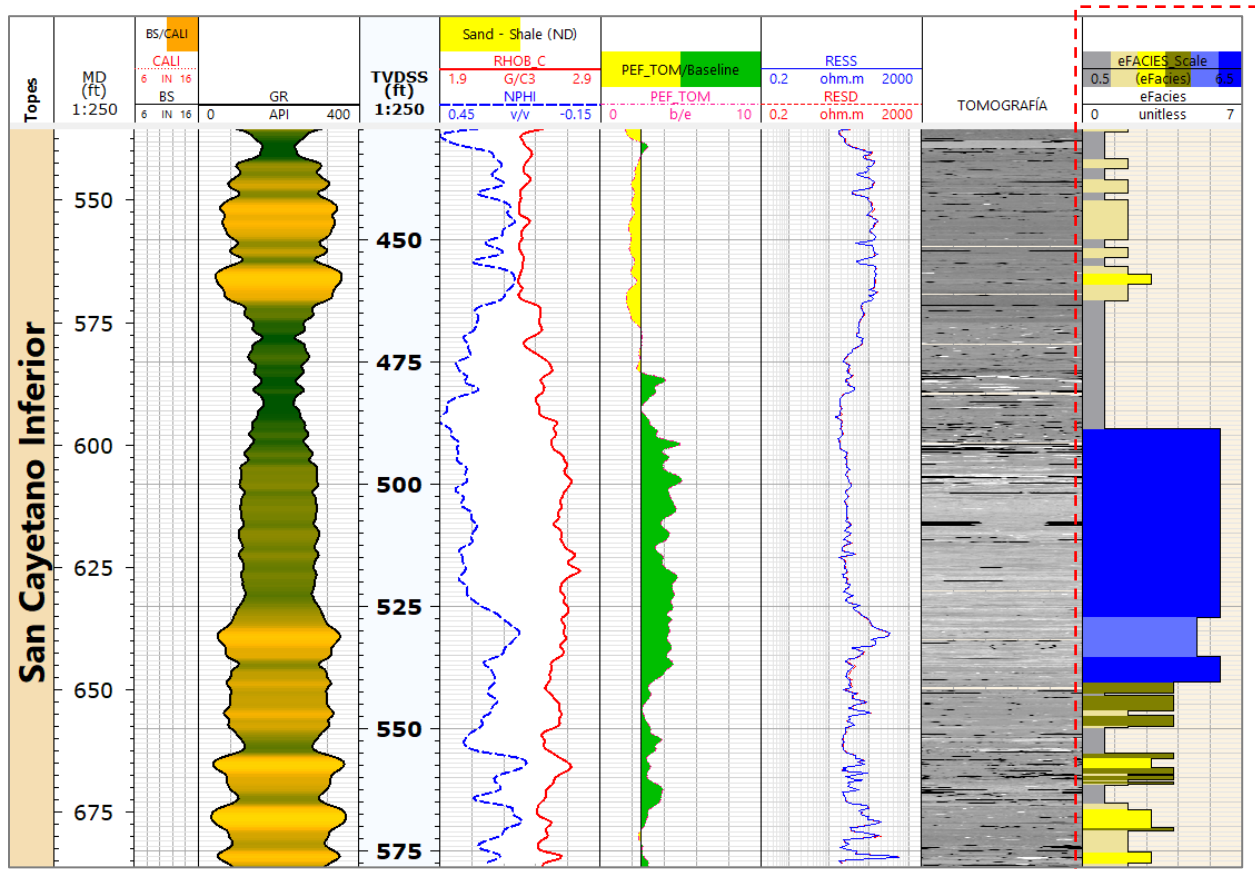 Topes
MD
(ft)
1:250
BS/CALI
CALI
6 IN 16
BS
6 IN 16
GR
0 API 400
TVDSS
(ft)
1:250
Sand - Shale (ND)
RHOB_C
1.9 G/C3 2.9
NPHI
0.45 v/v -0.15
PEF_TOM/Baseline
PEF_TOM
0 b/e 10
RESS
0.2 ohm.m 2000
RESD
0.2 ohm.m 2000
TOMOGRAFÍA
eFACIES_Scale
0.5 (eFacies) 6.5
eFacies
0 unitless 7
San Cayetano Inferior
550
575
600
625
650
675
450
475
500
525
550
575